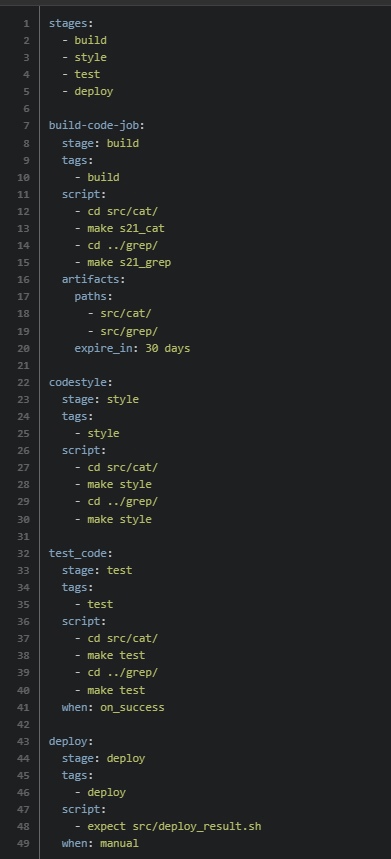 1 stages:
2   - build
3   - style
4   - test
5   - deploy
6
7 build-code-job:
8   stage: build
9   tags:
10     - build
11   script:
12     - cd src/cat/
13     - make s21_cat
14     - cd ../grep/
15     - make s21_grep
16   artifacts:
17     paths:
18       - src/cat/
19       - src/grep/
20     expire_in: 30 days
21
22 codestyle:
23   stage: style
24   tags:
25     - style
26   script:
27     - cd src/cat/
28     - make style
29     - cd ../grep/
30     - make style
31
32 test_code:
33   stage: test
34   tags:
35     - test
36   script:
37     - cd src/cat/
38     - make test
39     - cd ../grep/
40     - make test
41   when: on_success
42
43 deploy:
44   stage: deploy
45   tags:
46     - deploy
47   script:
48     - expect src/deploy_result.sh
49   when: manual